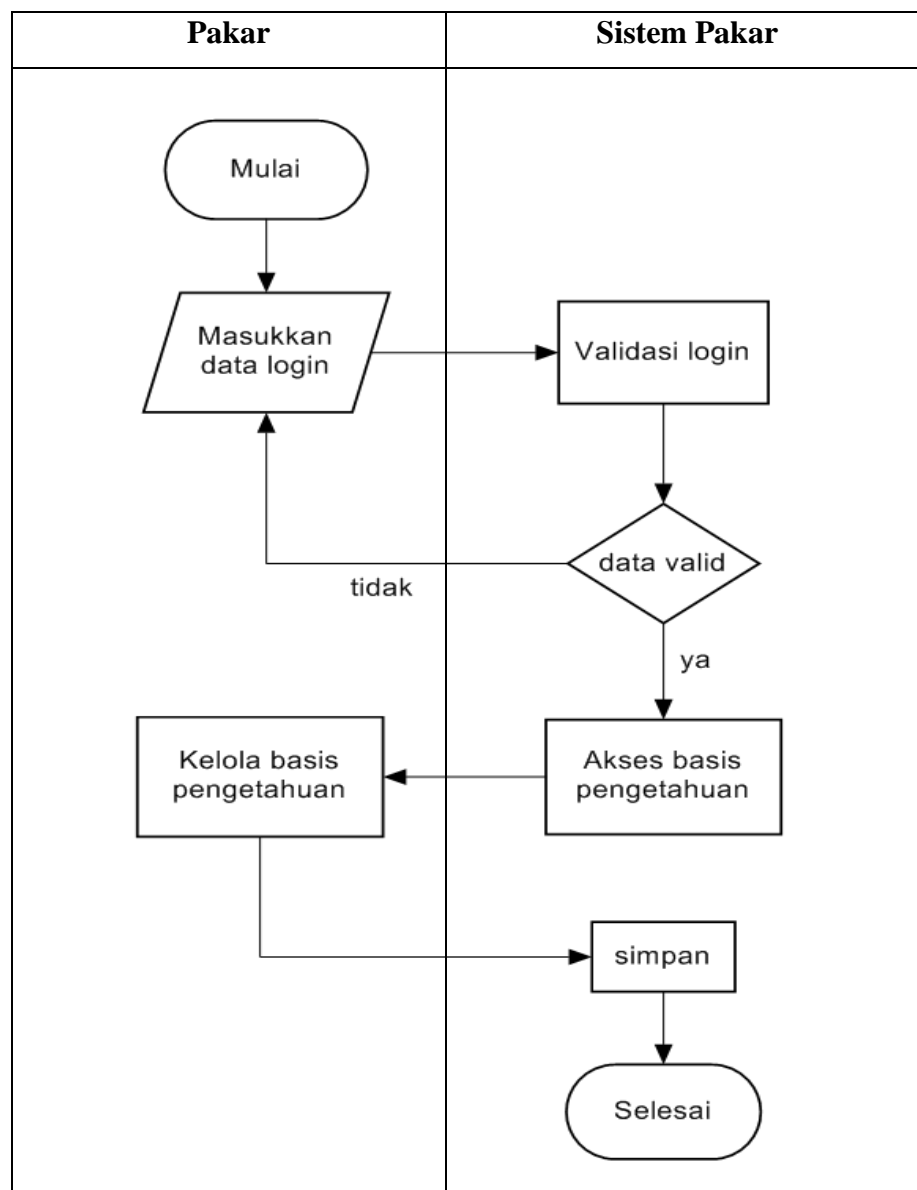 Pakar
Sistem Pakar
Mulai
Masukkan
data login
Validasi login
data valid
tidak
ya
Kelola basis
pengetahuan
Akses basis
pengetahuan
simpan
Selesai